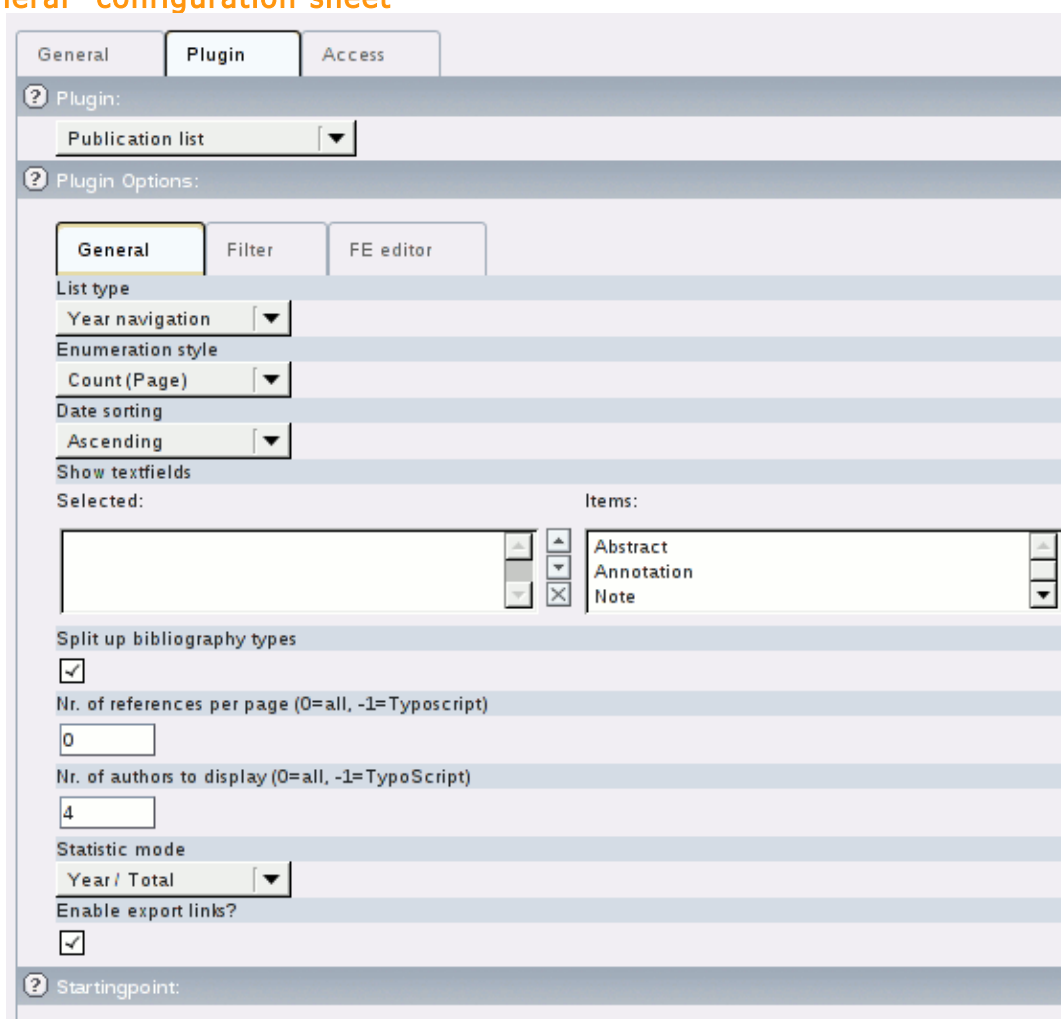 configuration sheet
General Plugin Access
Plugin:
Publication list
Plugin Options:
General Filter FE editor
List type
Year navigation
Enumeration style
Count (Page)
Date sorting
Ascending
Show textfields
Selected: Items:
Abstract
Annotation
Note
Split up bibliography types
Nr. of references per page (0=all, -1=Typoscript)
0
Nr. of authors to display (0=all, -1=TypoScript)
4
Statistic mode
Year / Total
Enable export links?
Startingpoint: